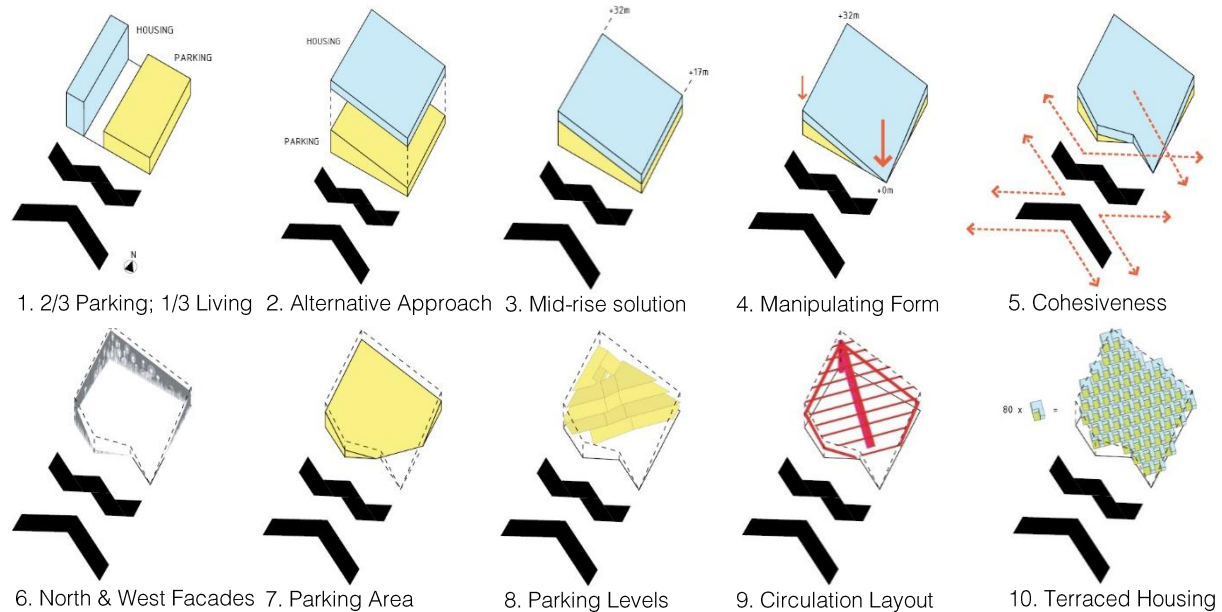 HOUSING
PARKING
N
1. 2/3 Parking; 1/3 Living
HOUSING
PARKING
2. Alternative Approach
+32m
+17m
3. Mid-rise solution
+32m
+0m
4. Manipulating Form
5. Cohesiveness
6. North & West Facades
7. Parking Area
8. Parking Levels
9. Circulation Layout
80 x =
10. Terraced Housing